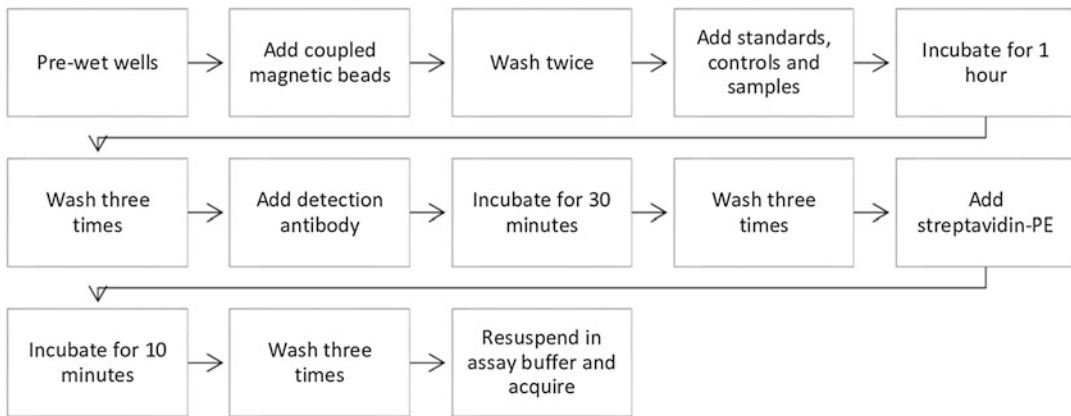 Pre-wet wells
Add coupled
magnetic beads
Wash twice
Add standards,
controls and
samples
Incubate for 1
hour
Wash three
times
Add detection
antibody
Incubate for 30
minutes
Wash three
times
Add
streptavidin-PE
Incubate for 10
minutes
Wash three
times
Resuspend in
assay buffer and
acquire